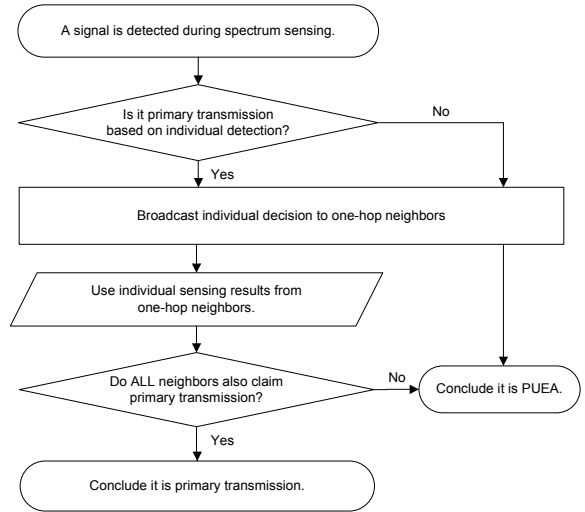 A signal is detected during spectrum sensing.
Is it primary transmission
based on individual detection?
No
Yes
Broadcast individual decision to one-hop neighbors
Use individual sensing results from
one-hop neighbors.
Do ALL neighbors also claim
primary transmission?
No
Conclude it is PUEA.
Yes
Conclude it is primary transmission.